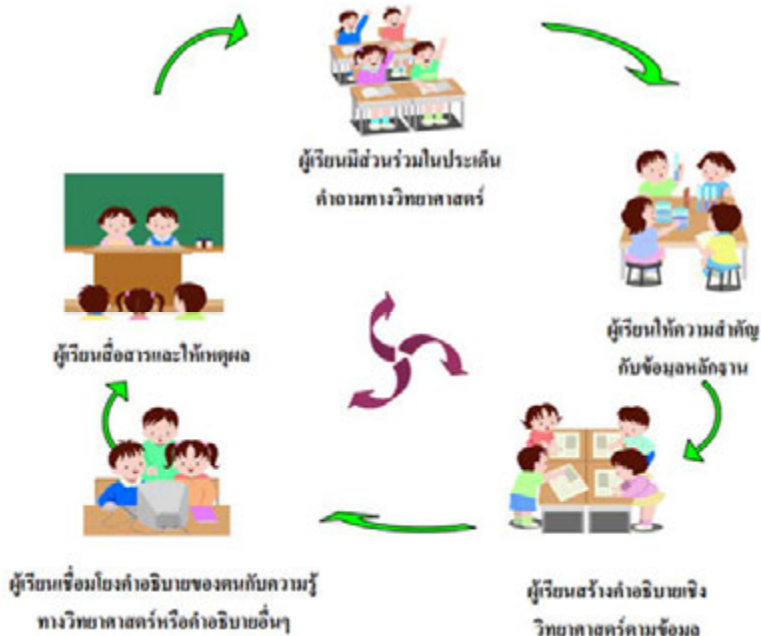 ผู้เรียนมีส่วนร่วมในประเด็น
คำถามทางวิทยาศาสตร์
ผู้เรียนให้ความสำคัญ
กับข้อมูลหลักฐาน
ผู้เรียนสร้างคำอธิบายเชิง
วิทยาศาสตร์ตามข้อมูล
ผู้เรียนเชื่อมโยงคำอธิบายของตนกับความรู้
ทางวิทยาศาสตร์หรือคำอธิบายอื่นๆ
ผู้เรียนสื่อสารและให้เหตุผล